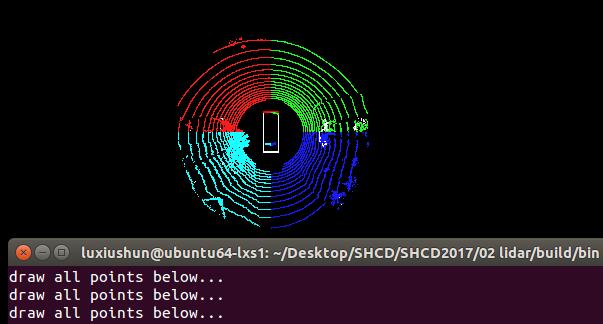 luxiushun@ubuntu64-lxs1: ~/Desktop/SHCD/SHCD2017/02 lidar/build/bin
draw all points below...
draw all points below...
draw all points below...